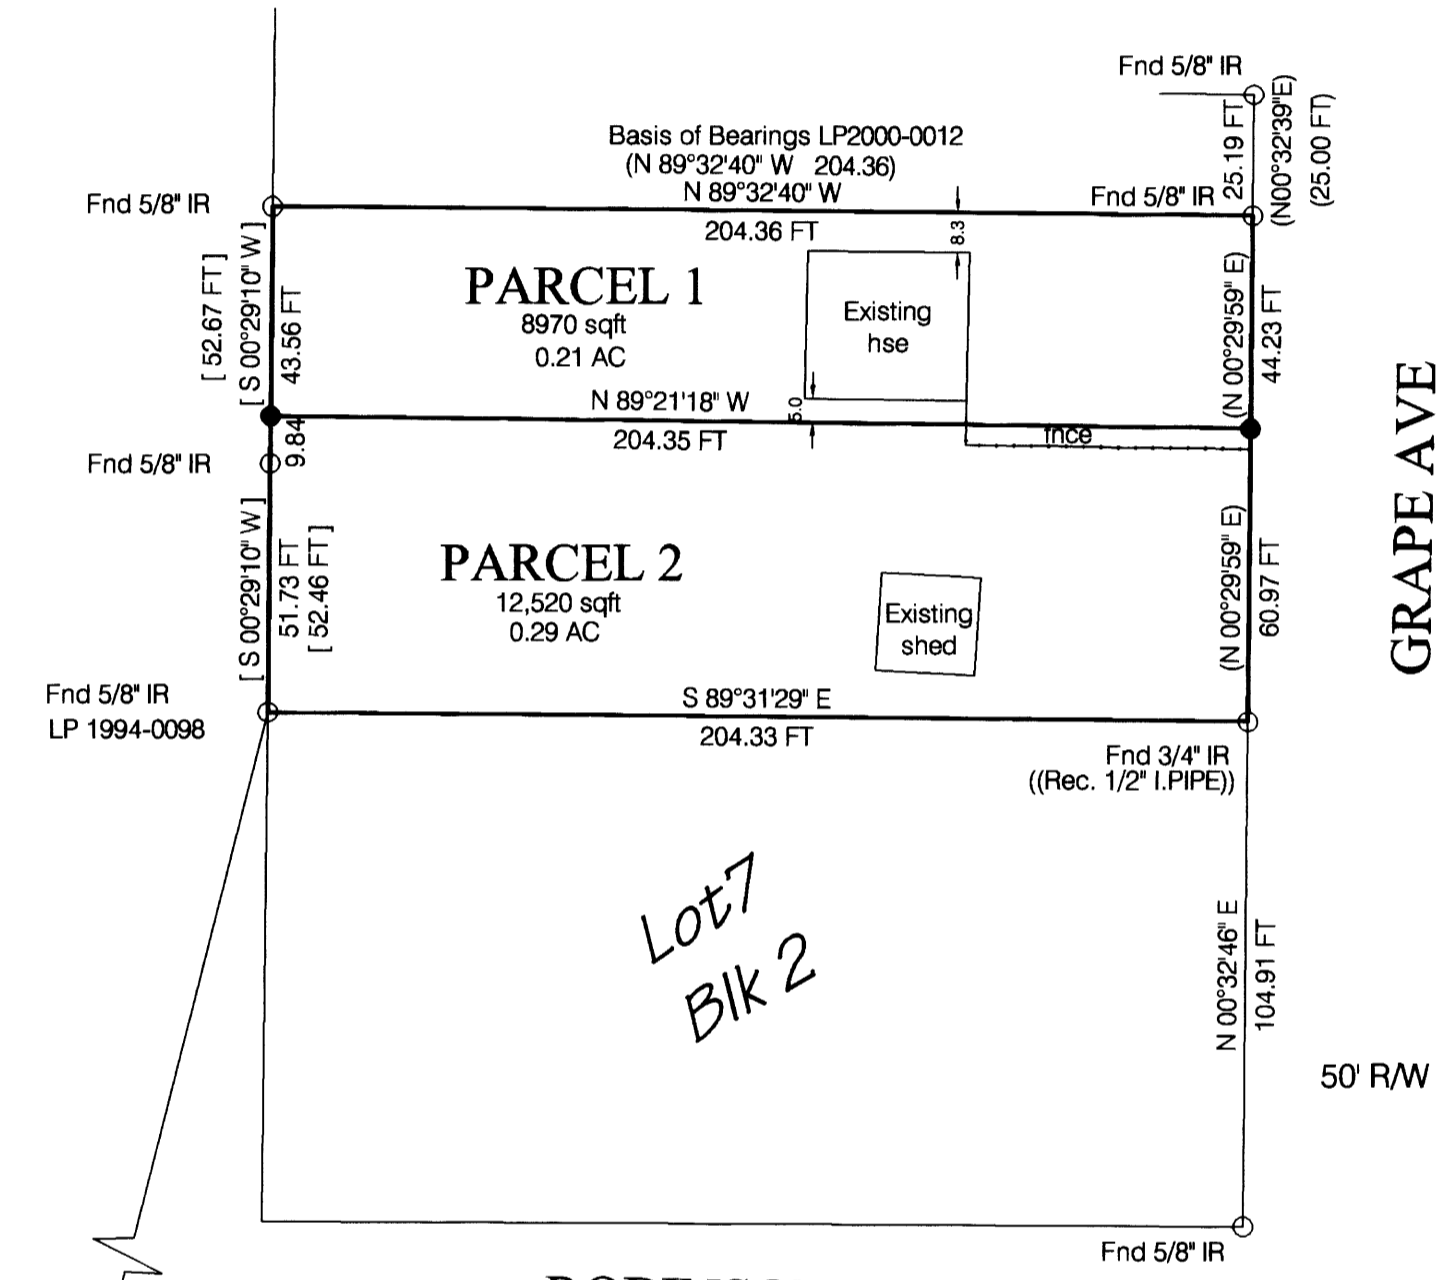 Fnd 5/8" IR
25.19 FT
(N00°32'39"E)
(25.00 FT)
Basis of Bearings LP2000-0012
(N 89°32'40" W 204.36)
N 89°32'40" W
204.36 FT
Fnd 5/8" IR
Fnd 5/8" IR
8.3
[ 52.67 FT ]
[ S 00°29'10" W ]
43.56 FT
PARCEL 1
8970 sqft
0.21 AC
Existing
hse
(N 00°29'59" E)
44.23 FT
N 89°21'18" W
204.35 FT
5.0
fnce
9.84
Fnd 5/8" IR
GRAPE AVE
[ S 00°29'10" W ]
51.73 FT
[ 52.46 FT ]
PARCEL 2
12,520 sqft
0.29 AC
Existing
shed
(N 00°29'59" E)
60.97 FT
Fnd 5/8" IR
LP 1994-0098
S 89°31'29" E
204.33 FT
Fnd 3/4" IR
((Rec. 1/2" I.PIPE))
Lot7
Blk 2
N 00°32'46" E
104.91 FT
50' R/W
Fnd 5/8" IR